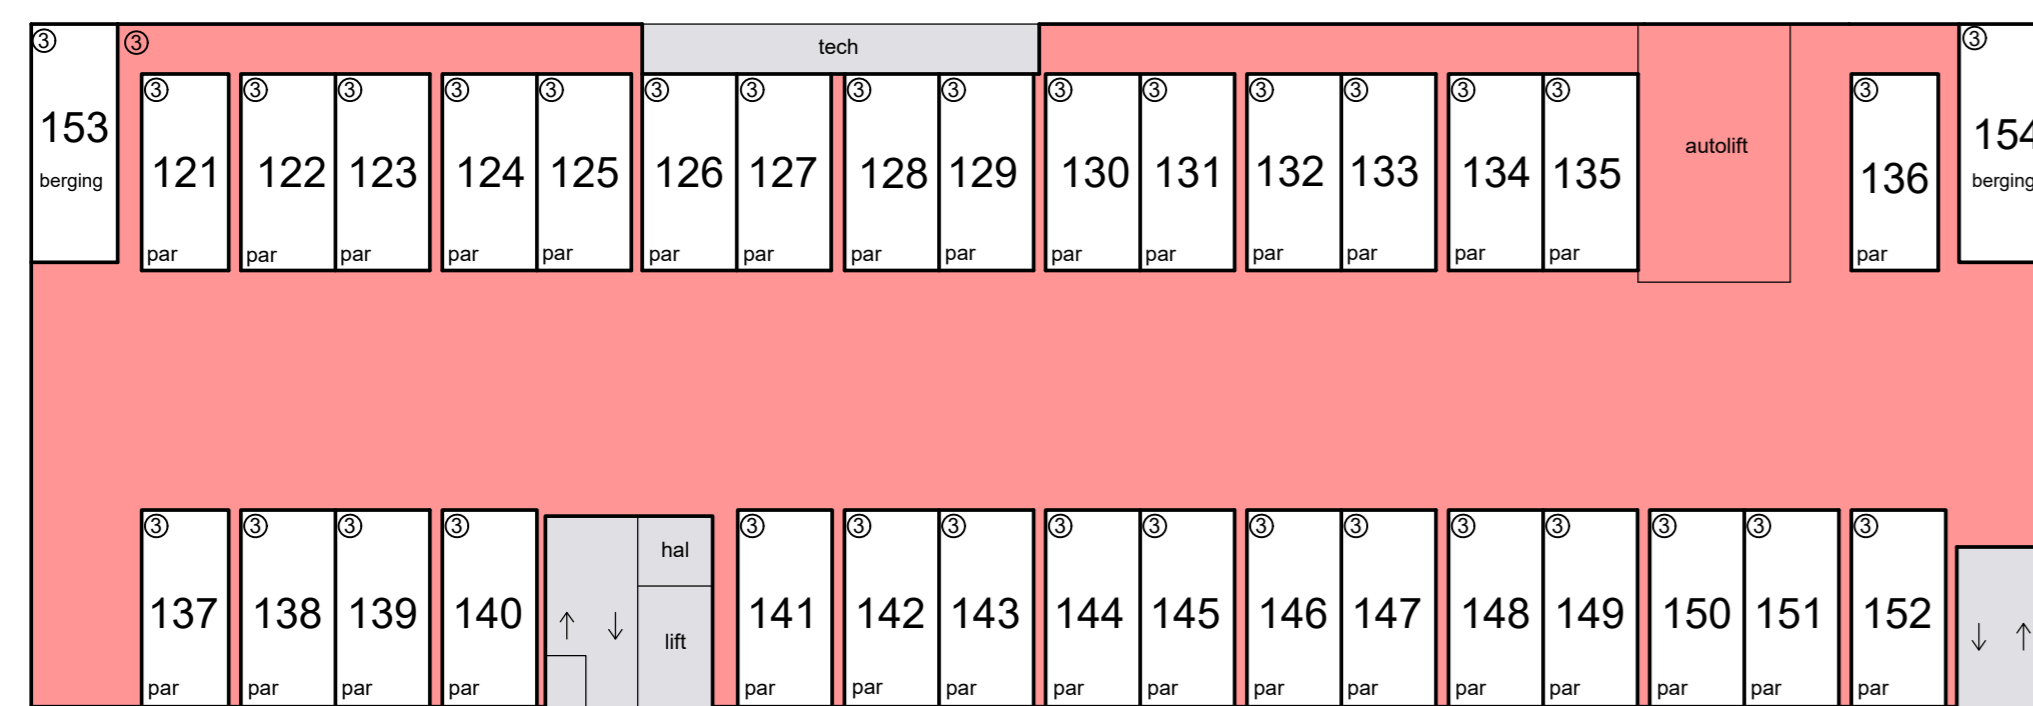 ③ ③ tech ③
153 berging
③ ③ ③ ③ ③ ③ ③ ③ ③ ③ ③ ③ ③ ③ ③ ③
121 122 123 124 125 126 127 128 129 130 131 132 133 134 135 autolift 136 154 berging
par par par par par par par par par par par par par par par par
③ ③ ③ ③ ③ ③ ③ ③ ③ ③ ③ ③ ③ ③ ③ ③
hal
137 138 139 140 ↑ ↓ lift 141 142 143 144 145 146 147 148 149 150 151 152 ↓ ↑
par par par par par par par par par par par par par par par par